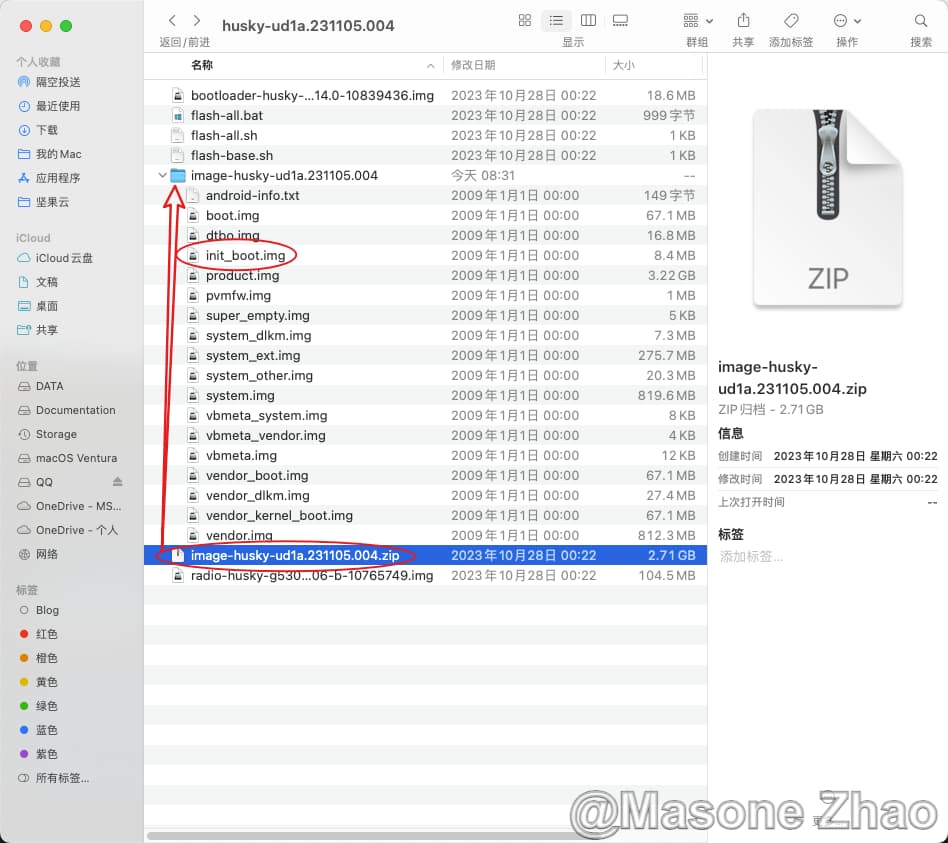 husky-ud1a.231105.004
返回/前进
显示
群组
共享
添加标签
操作
搜索
个人收藏
隔空投送
最近使用
下载
我的Mac
应用程序
坚果云
iCloud
iCloud云盘
文稿
桌面
共享
位置
DATA
Documentation
Storage
macOS Ventura
QQ
OneDrive - MS...
OneDrive - 个人
网络
标签
Blog
红色
橙色
黄色
绿色
蓝色
紫色
所有标签...
名称 修改日期 大小
bootloader-husky-...14.0-10839436.img 2023年10月28日 00:22 18.6 MB
flash-all.bat 2023年10月28日 00:22 999字节
flash-all.sh 2023年10月28日 00:22 1 KB
flash-base.sh 2023年10月28日 00:22 1 KB
image-husky-ud1a.231105.004 今天 08:31 --
android-info.txt 2009年1月1日 00:00 149字节
boot.img 2009年1月1日 00:00 67.1 MB
dtbo.img 2009年1月1日 00:00 16.8 MB
init_boot.img 2009年1月1日 00:00 8.4 MB
product.img 2009年1月1日 00:00 3.22 GB
pvmfw.img 2009年1月1日 00:00 1 MB
super_empty.img 2009年1月1日 00:00 5 KB
system_dlkm.img 2009年1月1日 00:00 7.3 MB
system_ext.img 2009年1月1日 00:00 275.7 MB
system_other.img 2009年1月1日 00:00 20.3 MB
system.img 2009年1月1日 00:00 819.6 MB
vbmeta_system.img 2009年1月1日 00:00 8 KB
vbmeta_vendor.img 2009年1月1日 00:00 4 KB
vbmeta.img 2009年1月1日 00:00 12 KB
vendor_boot.img 2009年1月1日 00:00 67.1 MB
vendor_dlkm.img 2009年1月1日 00:00 27.4 MB
vendor_kernel_boot.img 2009年1月1日 00:00 67.1 MB
vendor.img 2009年1月1日 00:00 812.3 MB
image-husky-ud1a.231105.004.zip 2023年10月28日 00:22 2.71 GB
radio-husky-g530...06-b-10765749.img 2023年10月28日 00:22 104.5 MB
ZIP
image-husky-
ud1a.231105.004.zip
ZIP归档 - 2.71 GB
信息
创建时间 2023年10月28日 星期六 00:22
修改时间 2023年10月28日 星期六 00:22
上次打开时间 --
标签
添加标签...
更多...
@Masone Zhao